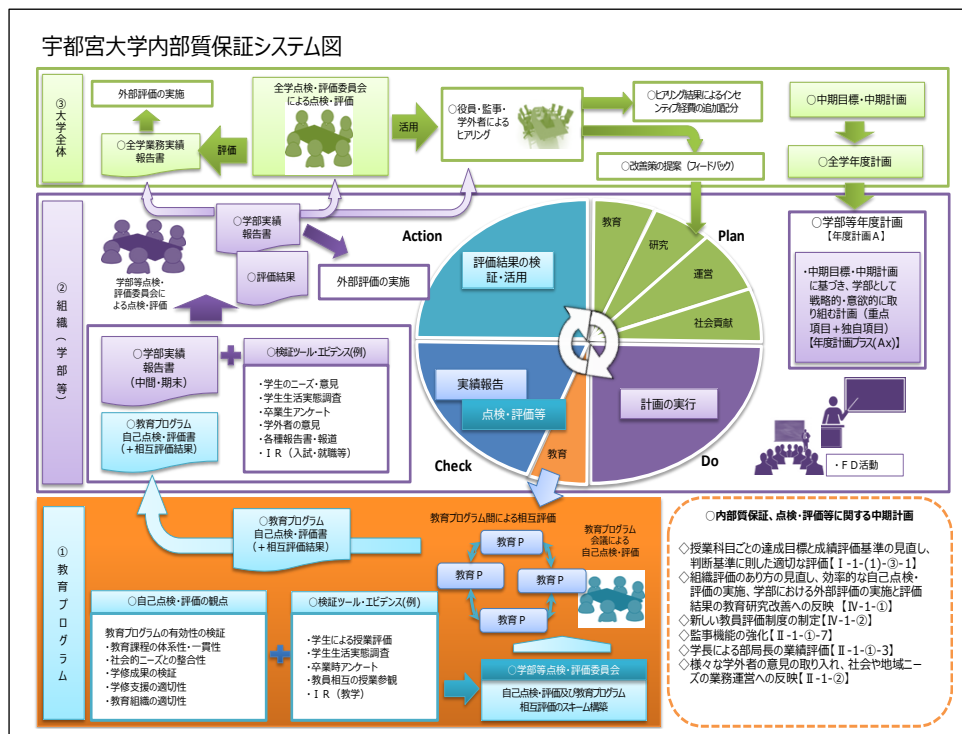 宇都宮大学内部質保証システム図
③大学全体
外部評価の実施
○全学業務実績
報告書
評価
全学点検・評価委員会
による点検・評価
活用
○役員・監事・
学外者による
ヒアリング
○ヒアリング結果によるインセ
ンティブ経費の追加配分
○改善策の提案（フィードバック）
○中期目標・中期計画
○全学年度計画
②組織（学部等）
学部等点検・
評価委員会に
よる点検・評価
○学部実績
報告書
○評価結果
外部評価の実施
○学部実績
報告書
（中間・期末）
○教育プログラム
自己点検・評価書
（＋相互評価結果）
○検証ツール・エビデンス(例)
・学生のニーズ・意見
・学生生活実態調査
・卒業生アンケート
・学外者の意見
・各種報告書・報道
・ＩＲ（入試・就職等）
Action
評価結果の検
証・活用
Plan
教育
研究
運営
社会貢献
実績報告
点検・評価等
教育
Check
計画の実行
Do
○学部等年度計画
【年度計画Ａ】
・中期目標・中期計画
に基づき、学部として
戦略的・意欲的に取
り組む計画（重点
項目＋独自項目）
【年度計画プラス(Ax)】
・ＦＤ活動
①教育プログラム
○教育プログラム
自己点検・評価書
（＋相互評価結果）
教育プログラム間による相互評価
教育Ｐ
教育Ｐ
教育Ｐ
教育Ｐ
教育プログラム
会議による
自己点検・評価
○自己点検・評価の観点
教育プログラムの有効性の検証
・教育課程の体系性・一貫性
・社会的ニーズとの整合性
・学修成果の検証
・学修支援の適切性
・教育組織の適切性
○検証ツール・エビデンス(例)
・学生による授業評価
・学生生活実態調査
・卒業時アンケート
・教員相互の授業参観
・ＩＲ（教学）
○学部等点検・評価委員会
自己点検・評価及び教育プログラム
相互評価のスキーム構築
○内部質保証、点検・評価等に関する中期計画
◇授業科目ごとの達成目標と成績評価基準の見直し、
判断基準に則した適切な評価【Ⅰ-1-(1)-③-1】
◇組織評価のあり方の見直し、効率的な自己点検・
評価の実施、学部における外部評価の実施と評価
結果の教育研究改善への反映 【Ⅳ-1-①】
◇新しい教員評価制度の制定【Ⅳ-1-②】
◇監事機能の強化【Ⅱ-1-①-7】
◇学長による部局長の業績評価【Ⅱ-1-①-3】
◇様々な学外者の意見の取り入れ、社会や地域ニー
ズの業務運営への反映【Ⅱ-1-②】